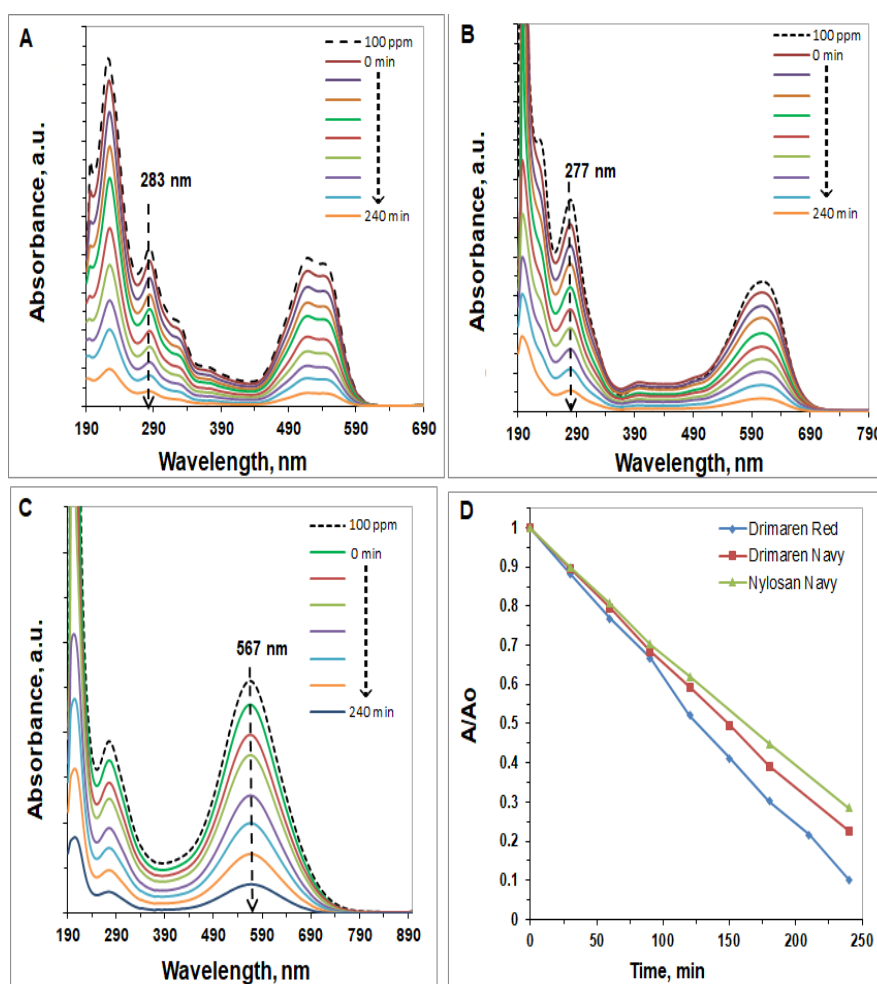 A
100 ppm
0 min
240 min
283 nm
Absorbance, a.u.
190 290 390 490 590 690
Wavelength, nm
B
100 ppm
0 min
240 min
277 nm
Absorbance, a.u.
190 290 390 490 590 690 790
Wavelength, nm
C
100 ppm
0 min
240 min
567 nm
Absorbance, a.u.
190 290 390 490 590 690 790 890
Wavelength, nm
D
Drimaren Red
Drimaren Navy
Nylosan Navy
1
0.9
0.8
0.7
0.6
0.5
0.4
0.3
0.2
0.1
0
A/Ao
0 50 100 150 200 250
Time, min